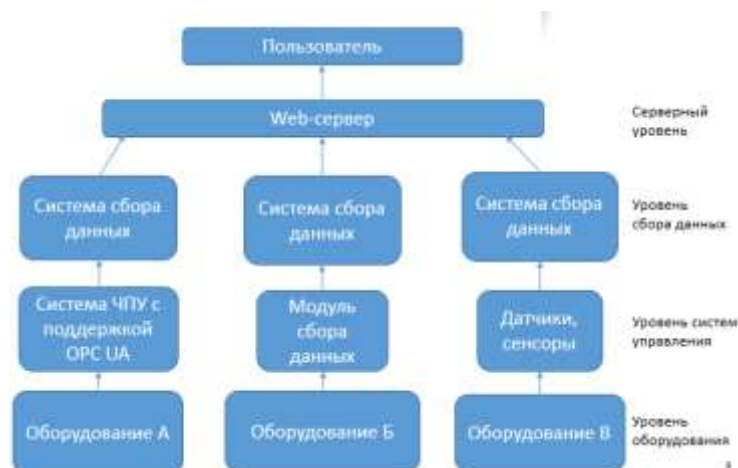 Пользователь
Web-сервер
Серверный
уровень
Система сбора
данных
Система сбора
данных
Система сбора
данных
Уровень
сбора данных
Система ЧПУ с
поддержкой
OPC UA
Модуль
сбора
данных
Датчики,
сенсоры
Уровень систем
управления
Оборудование А
Оборудование Б
Оборудование В
Уровень
оборудования